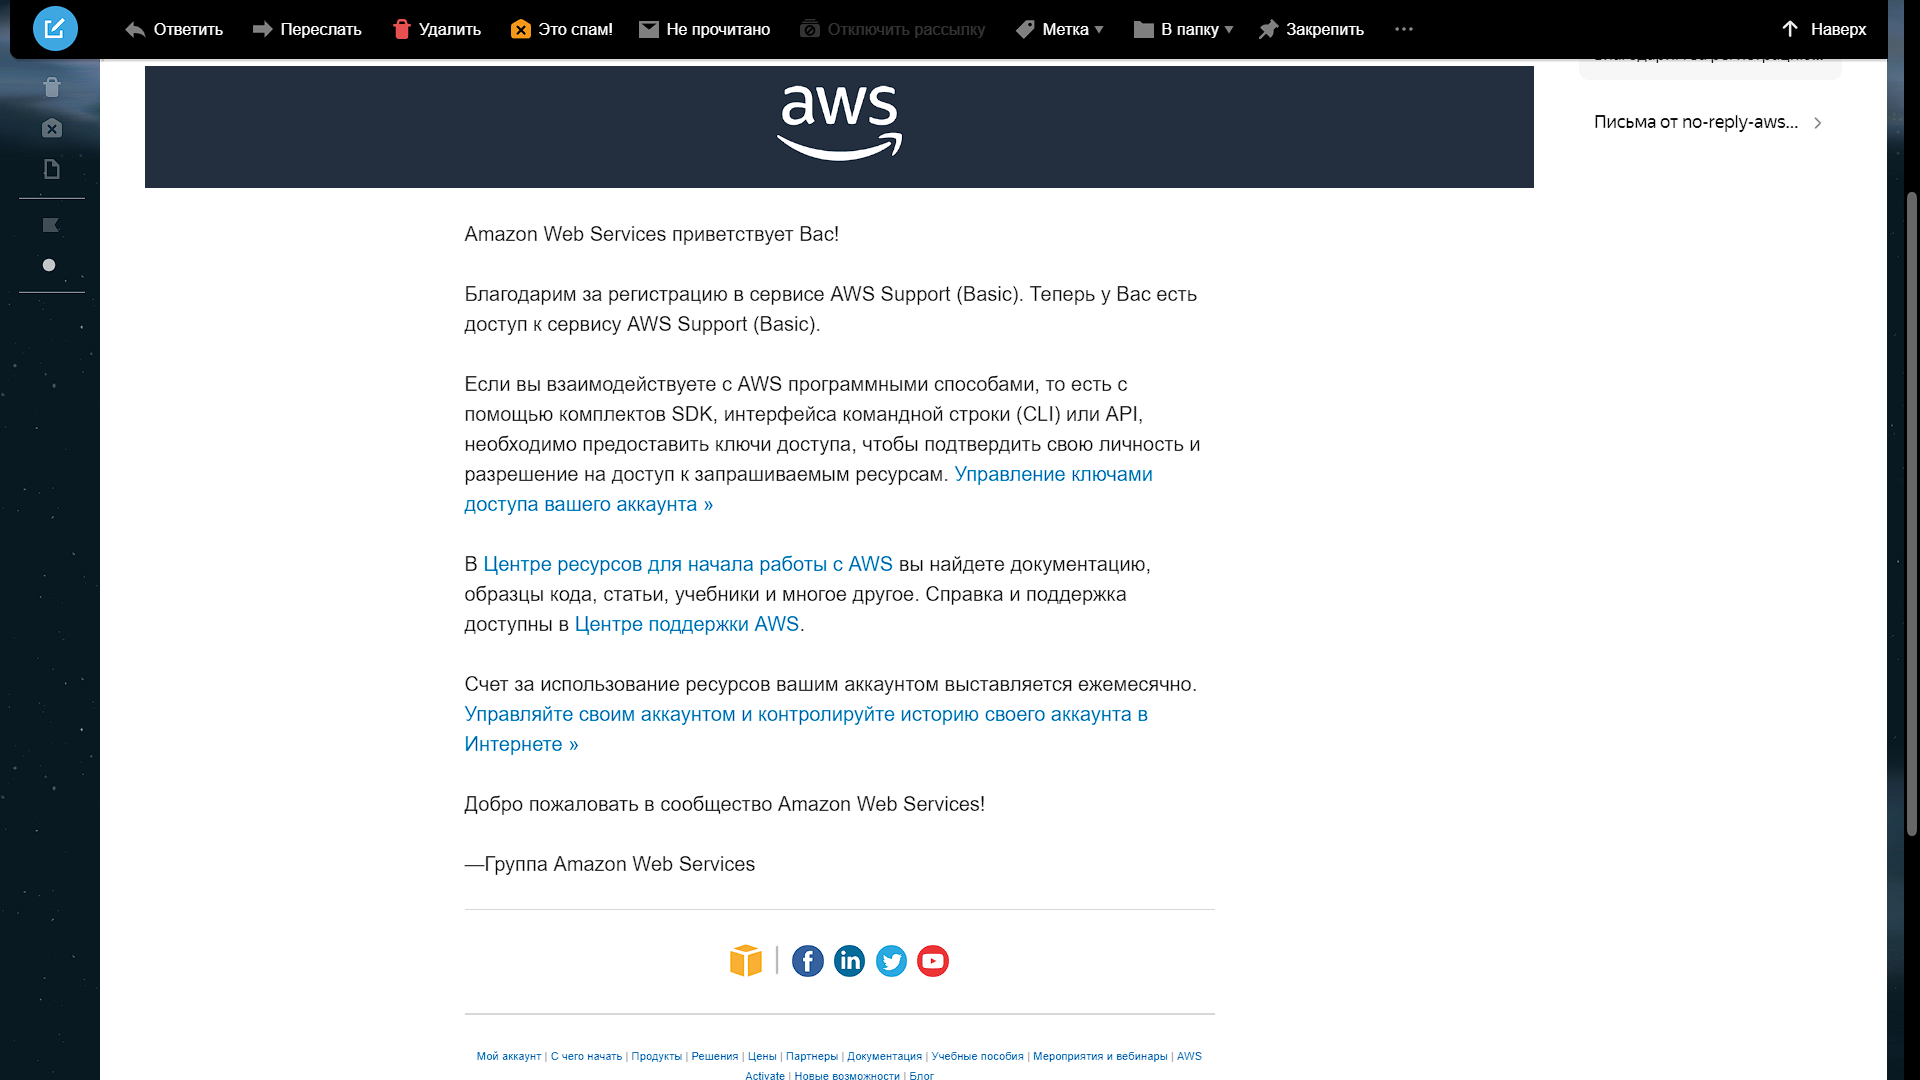 Ответить Переслать Удалить Это спам! Не прочитано Отключить рассылку Метка В папку Закрепить ... Наверх
aws
Письма от no-reply-aws...
Amazon Web Services приветствует Вас!
Благодарим за регистрацию в сервисе AWS Support (Basic). Теперь у Вас есть
доступ к сервису AWS Support (Basic).
Если вы взаимодействуете с AWS программными способами, то есть с
помощью комплектов SDK, интерфейса командной строки (CLI) или API,
необходимо предоставить ключи доступа, чтобы подтвердить свою личность и
разрешение на доступ к запрашиваемым ресурсам. Управление ключами
доступа вашего аккаунта »
В Центре ресурсов для начала работы с AWS вы найдете документацию,
образцы кода, статьи, учебники и многое другое. Справка и поддержка
доступны в Центре поддержки AWS.
Счет за использование ресурсов вашим аккаунтом выставляется ежемесячно.
Управляйте своим аккаунтом и контролируйте историю своего аккаунта в
Интернете »
Добро пожаловать в сообщество Amazon Web Services!
—Группа Amazon Web Services
Мой аккаунт | С чего начать | Продукты | Решения | Цены | Партнеры | Документация | Учебные пособия | Мероприятия и вебинары | AWS
Activate | Новые возможности | Блог